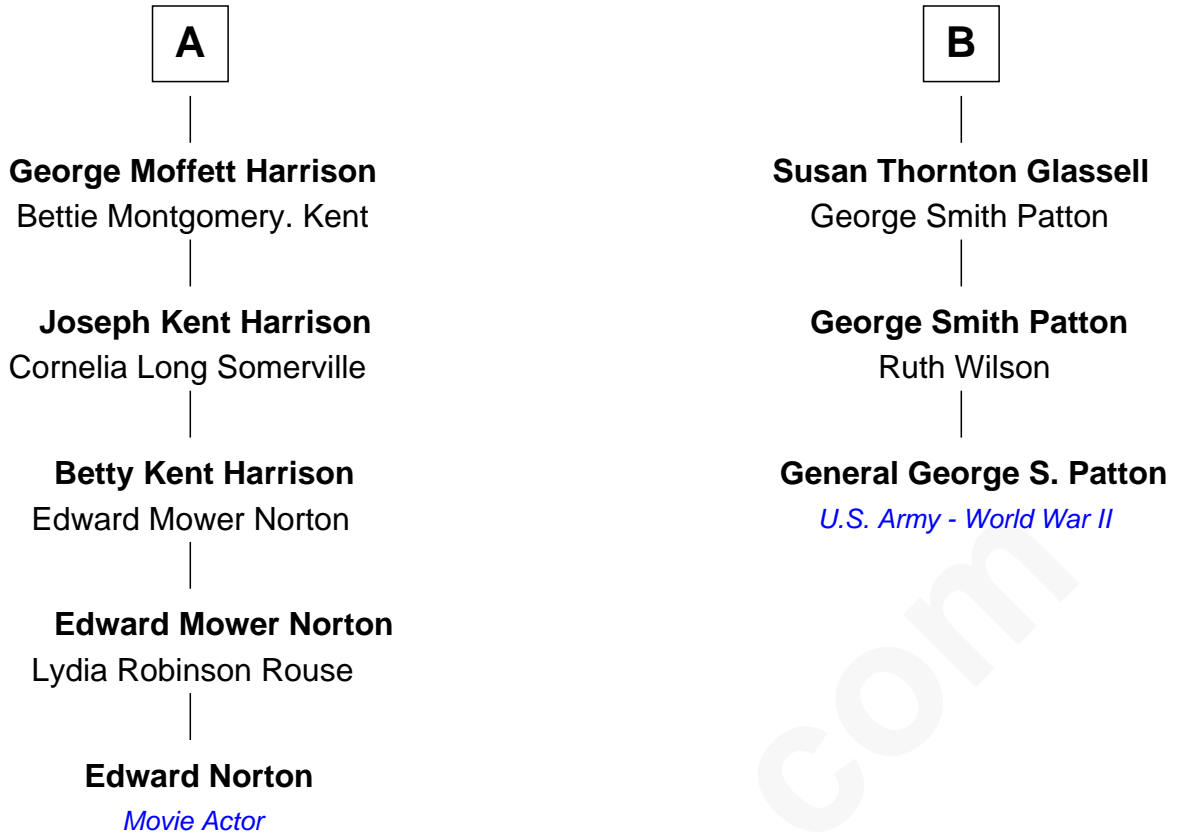 A
George Moffett Harrison
Bettie Montgomery. Kent
Joseph Kent Harrison
Cornelia Long Somerville
Betty Kent Harrison
Edward Mower Norton
Edward Mower Norton
Lydia Robinson Rouse
Edward Norton
Movie Actor
B
Susan Thornton Glassell
George Smith Patton
George Smith Patton
Ruth Wilson
General George S. Patton
U.S. Army - World War II
com